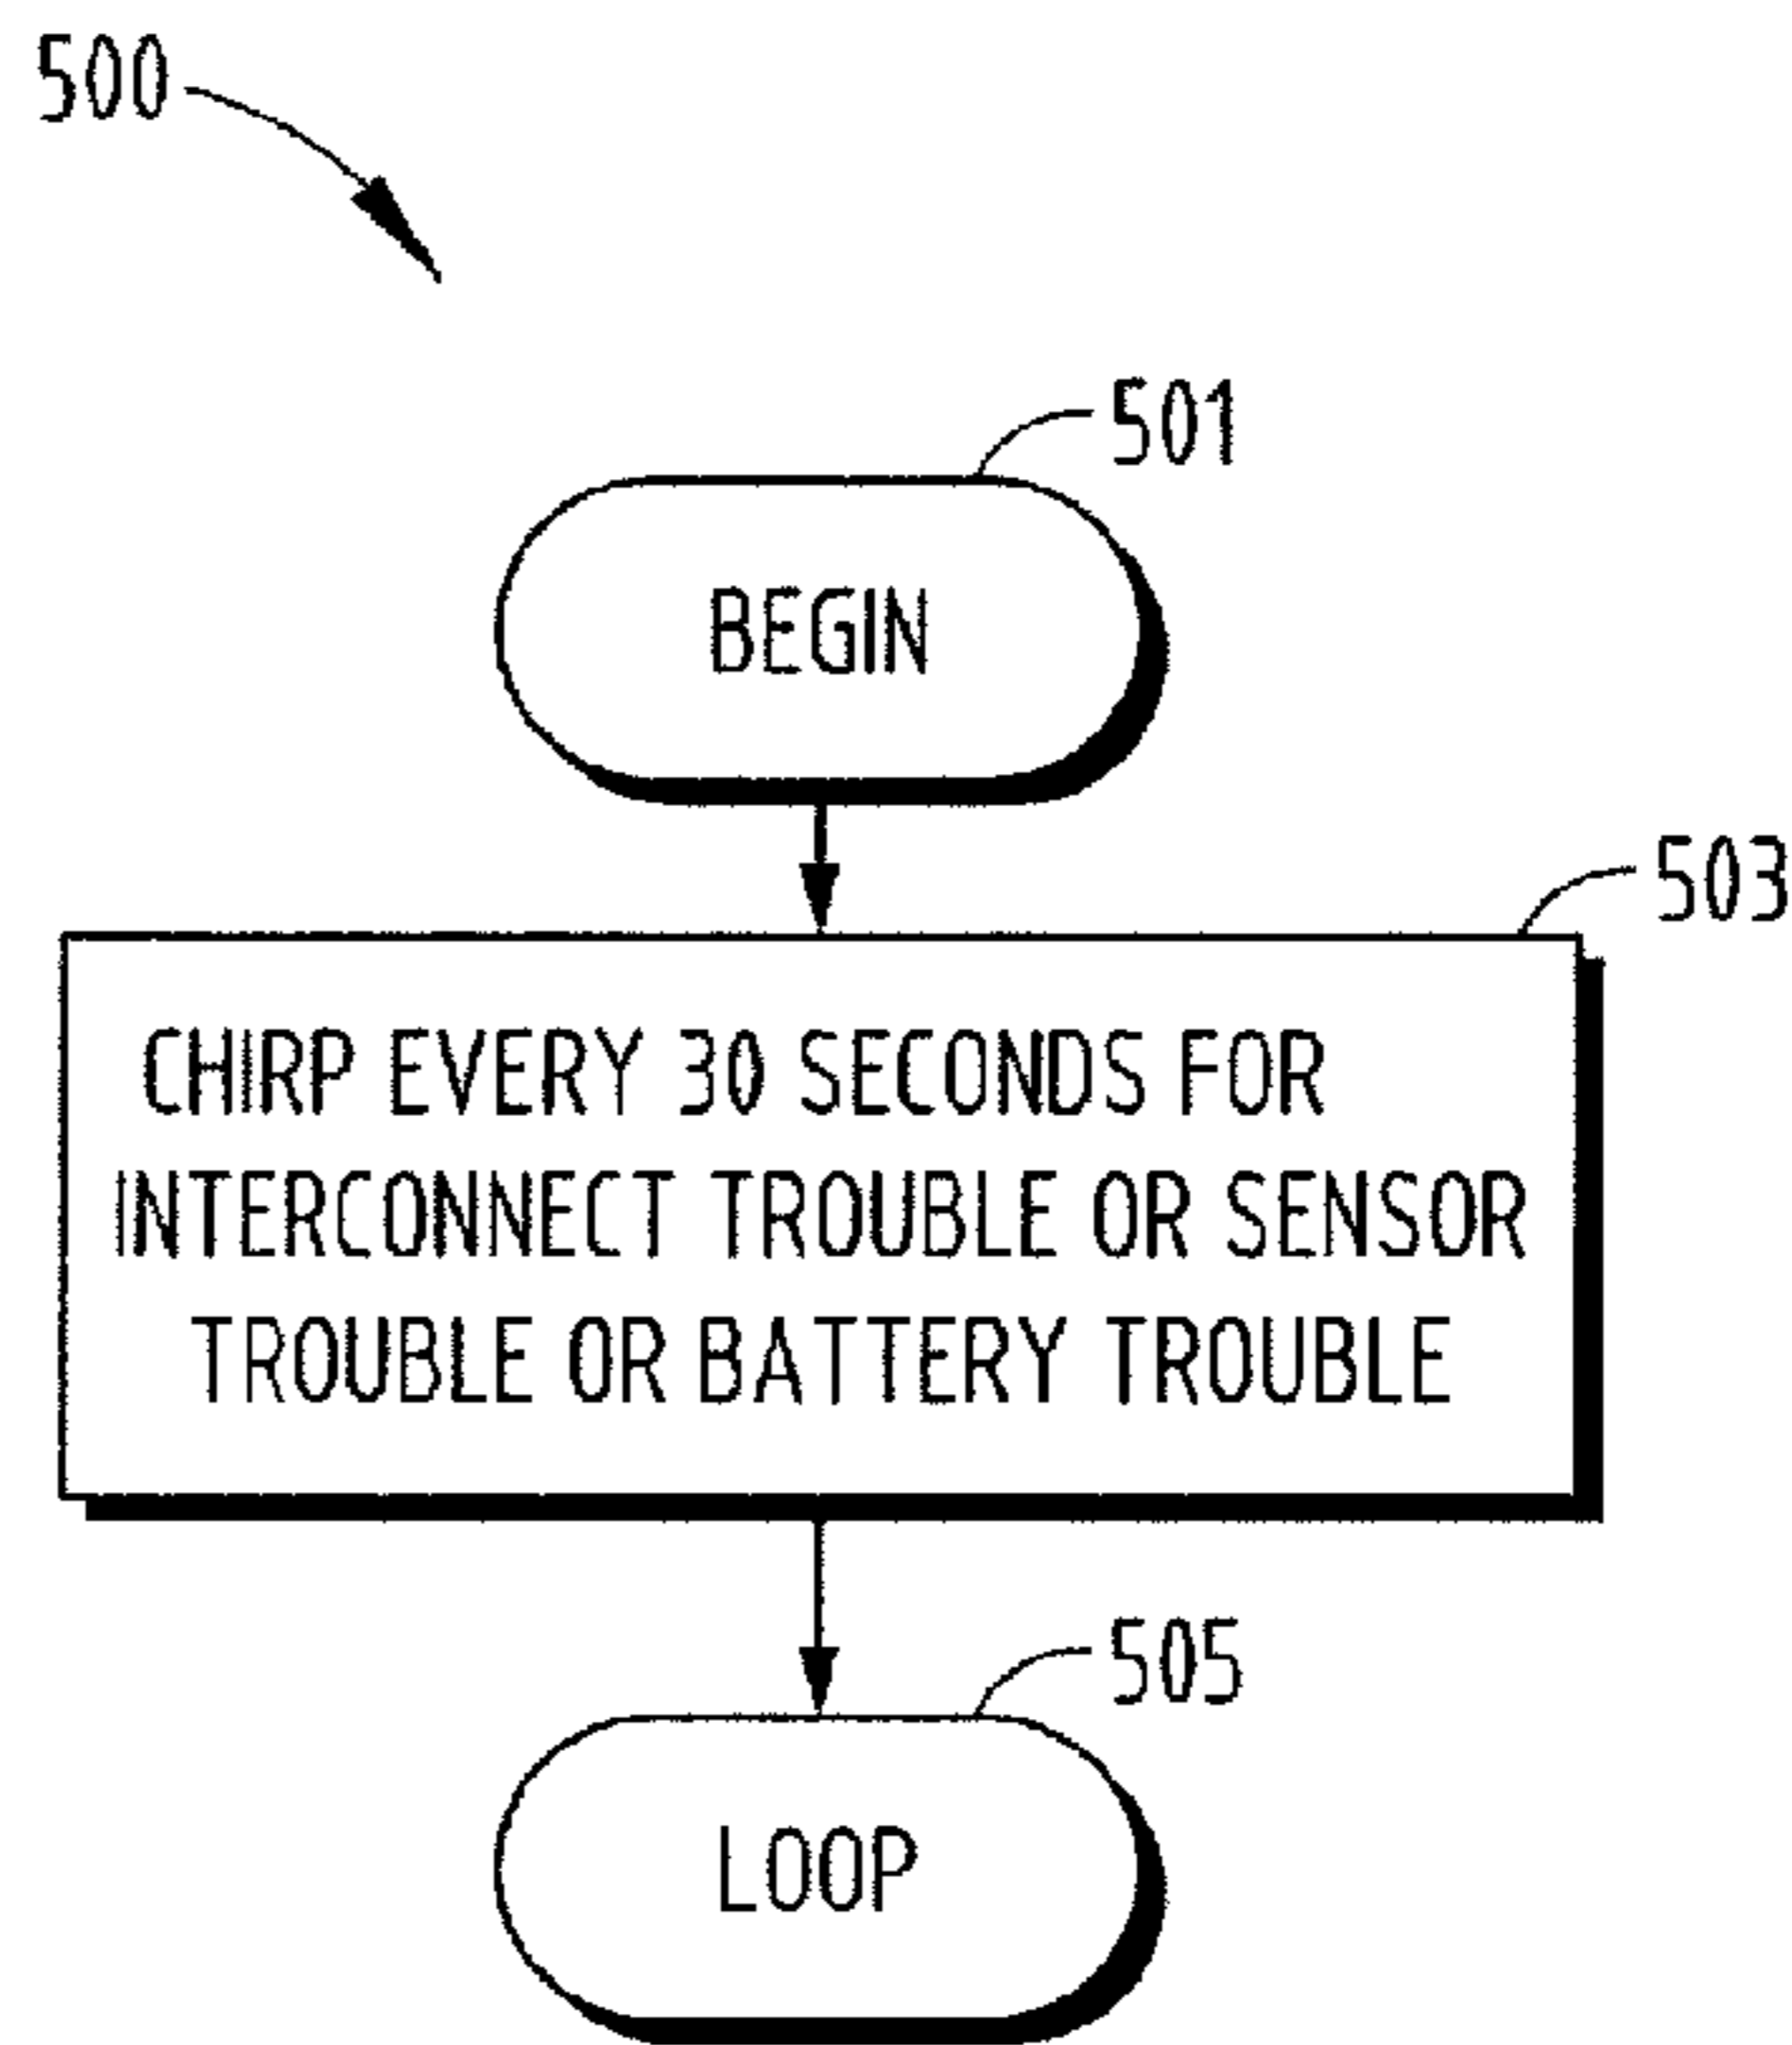 500
501
BEGIN
503
CHIRP EVERY 30 SECONDS FOR
INTERCONNECT TROUBLE OR SENSOR
TROUBLE OR BATTERY TROUBLE
505
LOOP